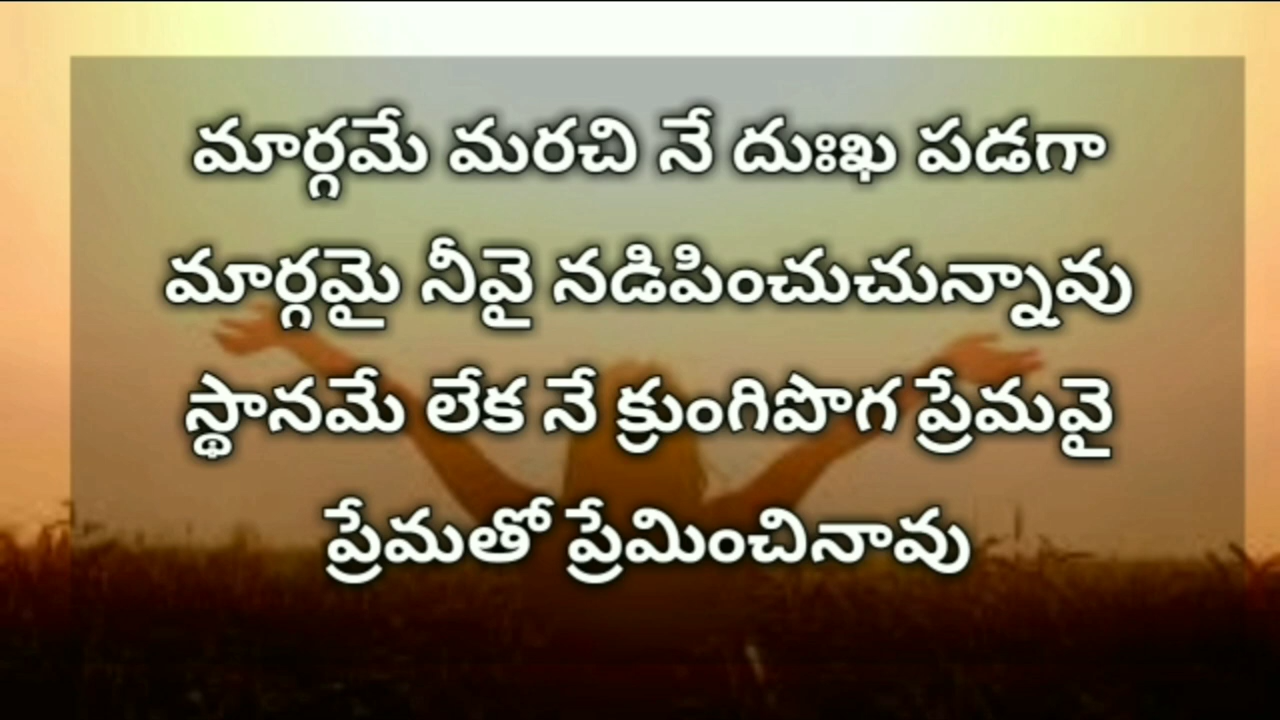 మార్గమే మరచి నే దుఃఖ పడగా
మార్గమై నీవై నడిపించుచున్నావు
స్థానమే లేక నే క్రుంగిపొగ ప్రేమవై
ప్రేమతో ప్రేమించినావు